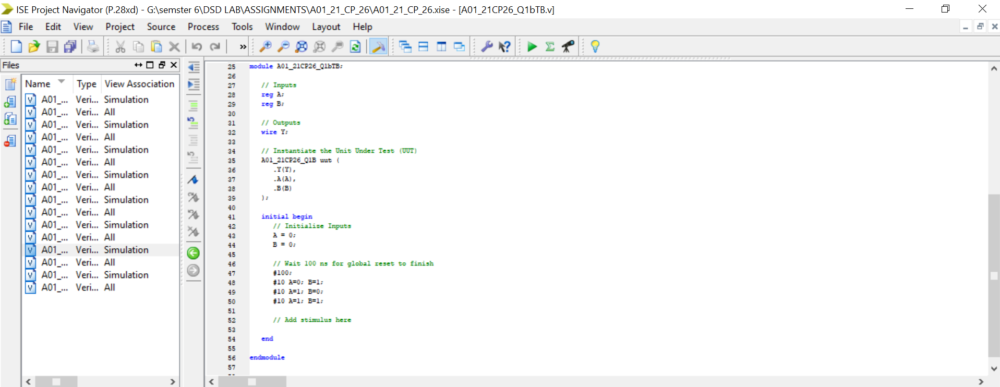 ISE Project Navigator (P.28xd) - G:\semster 6\DSD LAB\ASSIGNMENTS\A01_21_CP_26\A01_21_CP_26.xise - [A01_21CP26_Q1bTB.v]
File Edit View Project Source Process Tools Window Layout Help
Files
Name Type View Association
A01_... Veri... Simulation
A01_... Veri... All
A01_... Veri... Simulation
A01_... Veri... All
A01_... Veri... Simulation
A01_... Veri... All
A01_... Veri... Simulation
A01_... Veri... All
A01_... Veri... Simulation
A01_... Veri... All
A01_... Veri... Simulation
A01_... Veri... All
A01_... Veri... Simulation
A01_... Veri... All
A01_... Veri... Simulation
A01_... Veri... All
25 module A01_21CP26_Q1bTB;
26
27 // Inputs
28 reg A;
29 reg B;
30
31 // Outputs
32 wire Y;
33
34 // Instantiate the Unit Under Test (UUT)
35 A01_21CP26_Q1B uut (
36 .Y(Y),
37 .A(A),
38 .B(B)
39 );
40
41 initial begin
42 // Initialize Inputs
43 A = 0;
44 B = 0;
45
46 // Wait 100 ns for global reset to finish
47 #100;
48 #10 A=0; B=1;
49 #10 A=1; B=0;
50 #10 A=1; B=1;
51
52 // Add stimulus here
53
54 end
55
56 endmodule
57